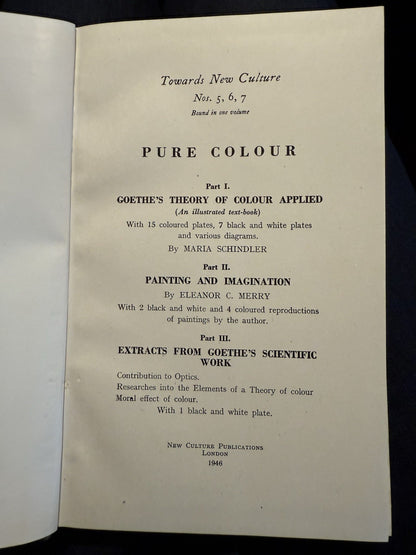 Towards New Culture
Nos. 5, 6, 7
Bound in one volume
PURE COLOUR
Part I.
GOETHE'S THEORY OF COLOUR APPLIED
(An illustrated text-book)
With 15 coloured plates, 7 black and white plates
and various diagrams.
By MARIA SCHINDLER
Part II.
PAINTING AND IMAGINATION
By ELEANOR C. MERRY
With 2 black and white and 4 coloured reproductions
of paintings by the author.
Part III.
EXTRACTS FROM GOETHE'S SCIENTIFIC
WORK
Contribution to Optics.
Researches into the Elements of a Theory of colour
Moral effect of colour.
With 1 black and white plate.
NEW CULTURE PUBLICATIONS
LONDON
1946